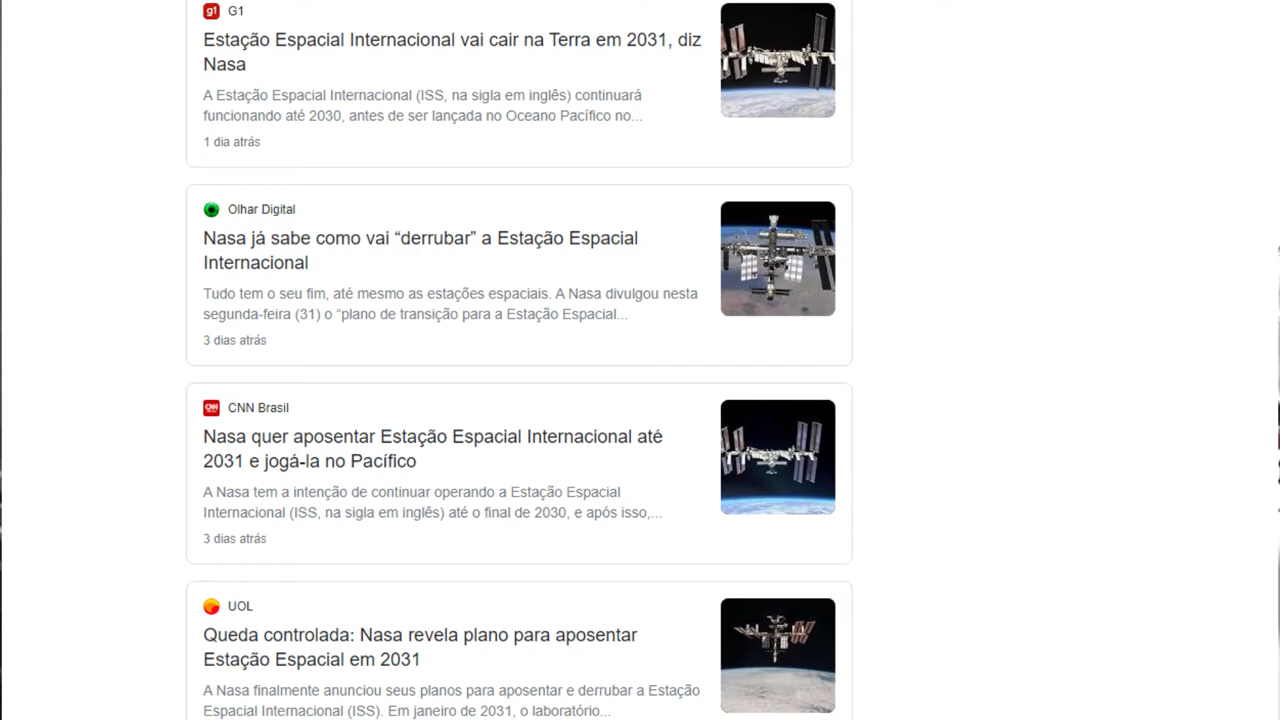 G1
Estação Espacial Internacional vai cair na Terra em 2031, diz
Nasa
A Estação Espacial Internacional (ISS, na sigla em inglês) continuará
funcionando até 2030, antes de ser lançada no Oceano Pacífico no...
1 dia atrás
Olhar Digital
Nasa já sabe como vai “derrubar” a Estação Espacial
Internacional
Tudo tem o seu fim, até mesmo as estações espaciais. A Nasa divulgou nesta
segunda-feira (31) o “plano de transição para a Estação Espacial...
3 dias atrás
CNN Brasil
Nasa quer aposentar Estação Espacial Internacional até
2031 e jogá-la no Pacífico
A Nasa tem a intenção de continuar operando a Estação Espacial
Internacional (ISS, na sigla em inglês) até o final de 2030, e após isso,...
3 dias atrás
UOL
Queda controlada: Nasa revela plano para aposentar
Estação Espacial em 2031
A Nasa finalmente anunciou seus planos para aposentar e derrubar a Estação
Espacial Internacional (ISS). Em janeiro de 2031, o laboratório...